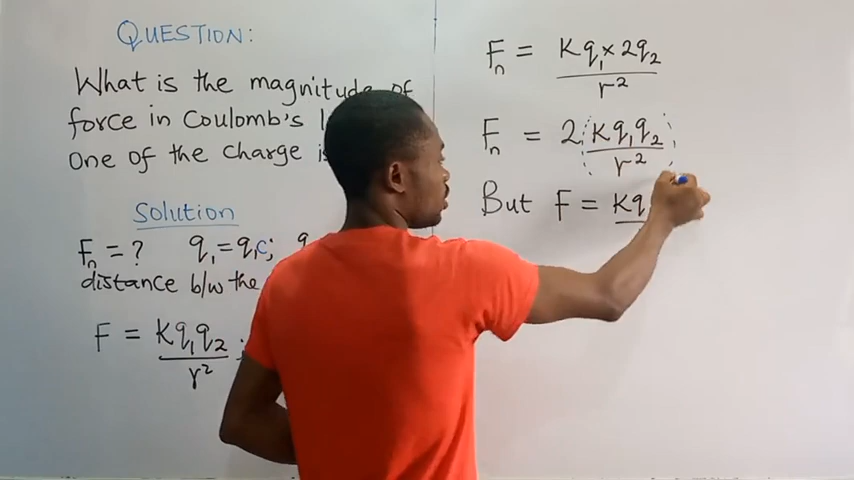 QUESTION:
What is the magnitude of
force in Coulomb's
One of the charge
Solution
Fₙ = ? q₁ = q₁C;
distance b/w the
F = Kq₁q₂/r² ;
Fₙ = Kq₁ × 2q₂/r²
Fₙ = 2(Kq₁q₂/r²)
But F = Kq